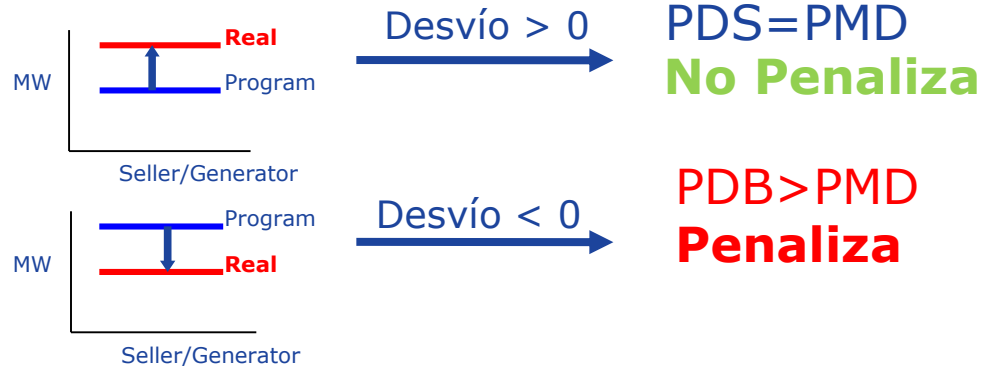 Real
MW
Program
Seller/Generator
Desvío > 0
PDS=PMD
No Penaliza
Program
MW
Real
Seller/Generator
Desvío < 0
PDB>PMD
Penaliza